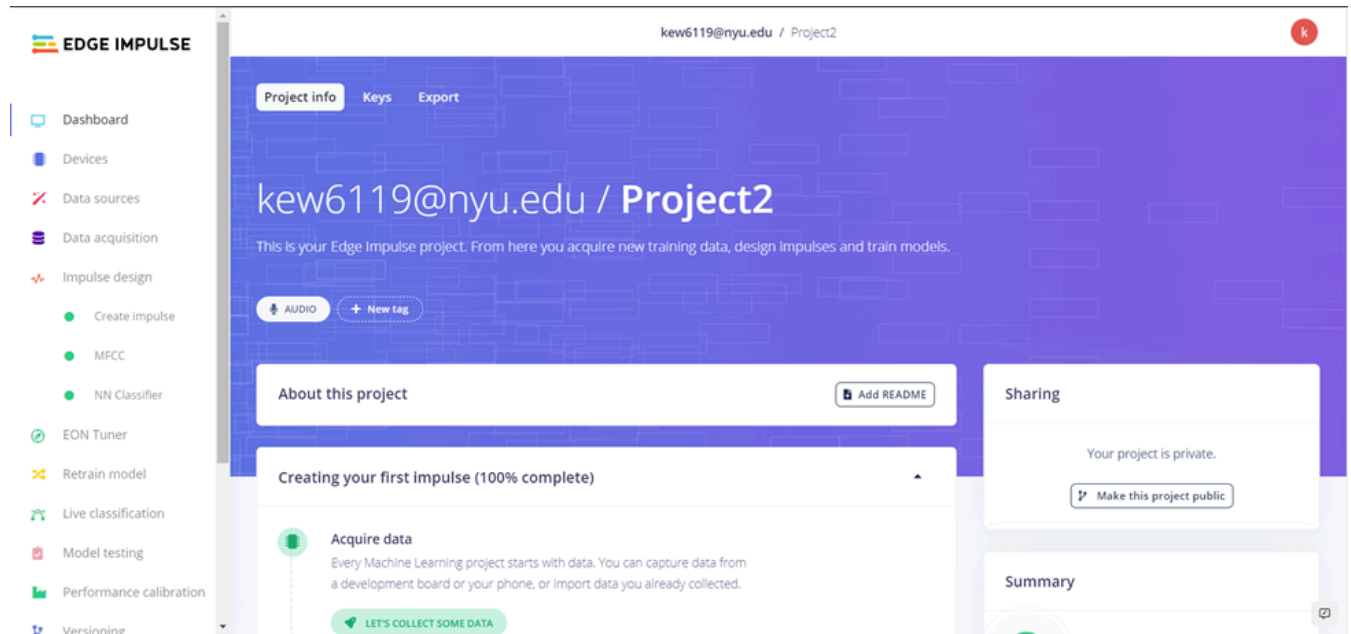 EDGE IMPULSE
Dashboard
Devices
Data sources
Data acquisition
Impulse design
Create impulse
MFCC
NN Classifier
EON Tuner
Retrain model
Live classification
Model testing
Performance calibration
Versioning
kew6119@nyu.edu / Project2
k
Project info Keys Export
kew6119@nyu.edu / Project2
This is your Edge Impulse project. From here you acquire new training data, design impulses and train models.
AUDIO + New tag
About this project
Add README
Creating your first impulse (100% complete)
Acquire data
Every Machine Learning project starts with data. You can capture data from
a development board or your phone, or import data you already collected.
LET'S COLLECT SOME DATA
Sharing
Your project is private.
Make this project public
Summary